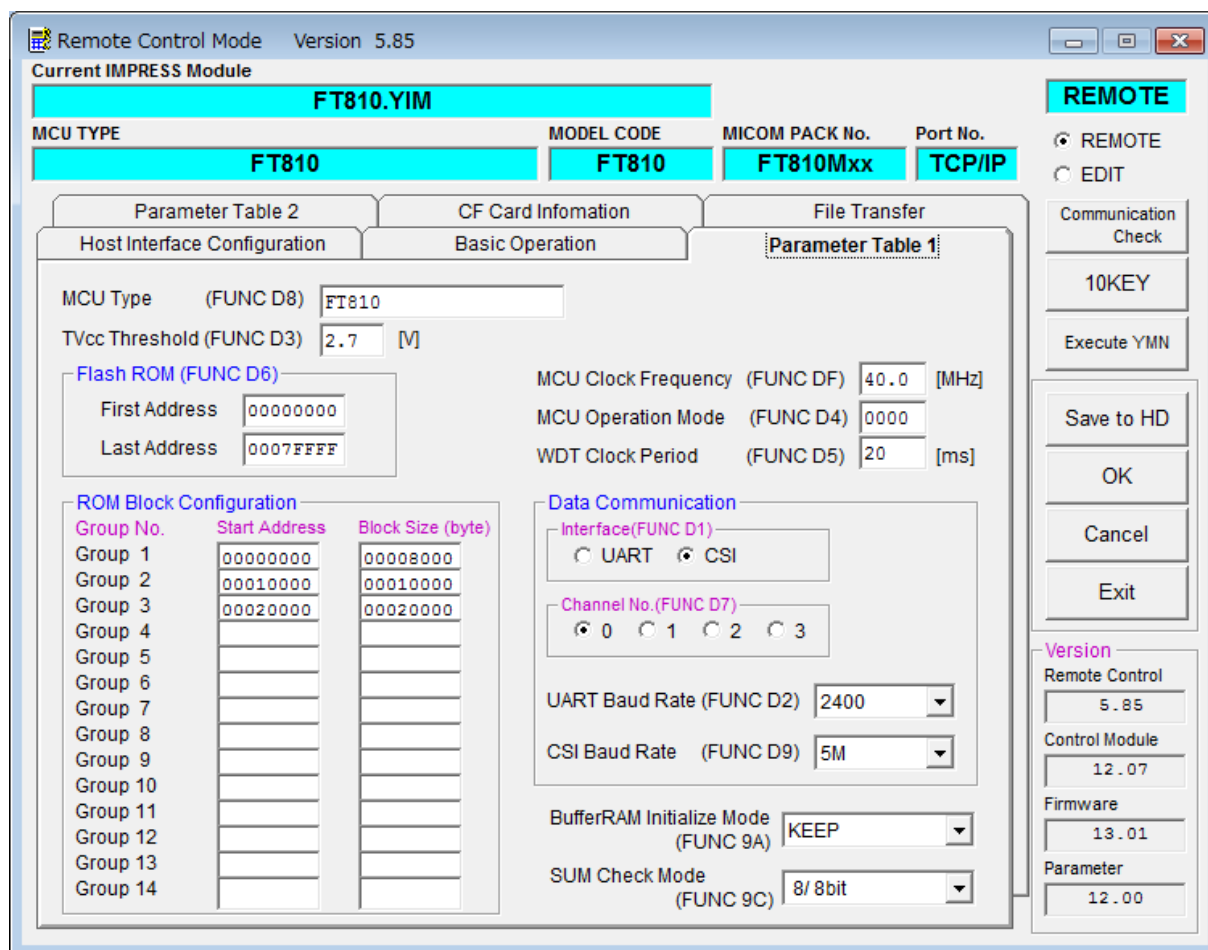 Remote Control Mode Version 5.85
Current IMPRESS Module
FT810.YIM
REMOTE
MCU TYPE MODEL CODE MICOM PACK No. Port No.
FT810 FT810 FT810Mxx TCP/IP
REMOTE
EDIT
Parameter Table 2 CF Card Infomation File Transfer
Host Interface Configuration Basic Operation Parameter Table 1
Communication
Check
10KEY
Execute YMN
Save to HD
OK
Cancel
Exit
MCU Type (FUNC D8) FT810
TVcc Threshold (FUNC D3) 2.7 [V]
Flash ROM (FUNC D6)
First Address 00000000
Last Address 0007FFFF
MCU Clock Frequency (FUNC DF) 40.0 [MHz]
MCU Operation Mode (FUNC D4) 0000
WDT Clock Period (FUNC D5) 20 [ms]
ROM Block Configuration
Group No. Start Address Block Size (byte)
Group 1 00000000 00008000
Group 2 00010000 00010000
Group 3 00020000 00020000
Group 4
Group 5
Group 6
Group 7
Group 8
Group 9
Group 10
Group 11
Group 12
Group 13
Group 14
Data Communication
Interface(FUNC D1)
UART CSI
Channel No.(FUNC D7)
0 1 2 3
UART Baud Rate (FUNC D2) 2400
CSI Baud Rate (FUNC D9) 5M
BufferRAM Initialize Mode
(FUNC 9A) KEEP
SUM Check Mode
(FUNC 9C) 8/ 8bit
Version
Remote Control
5.85
Control Module
12.07
Firmware
13.01
Parameter
12.00